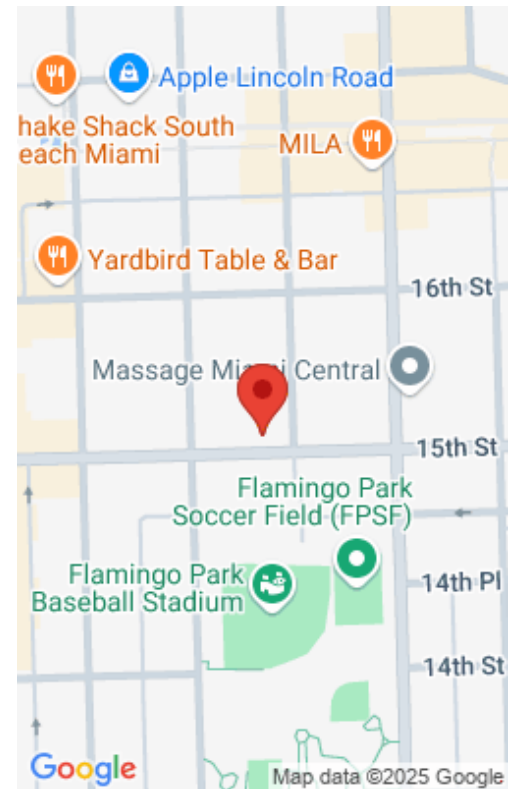 Apple Lincoln Road
hake Shack South
each Miami
MILA
Yardbird Table & Bar
16th St
Massage Miami Central
15th St
Flamingo Park
Soccer Field (FPSF)
Flamingo Park
Baseball Stadium
14th Pl
14th St
Google
Map data ©2025 Google